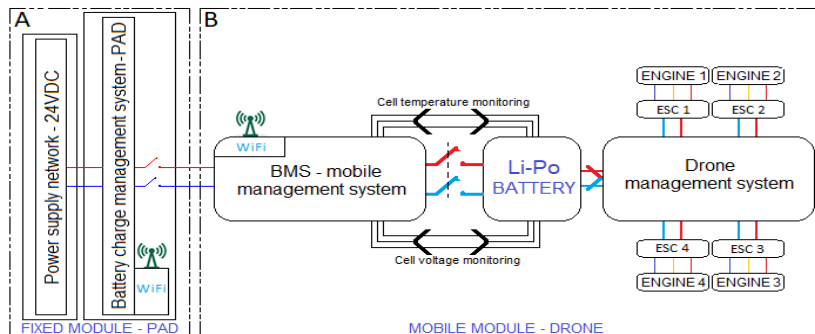 A
B
Power supply network - 24VDC
Battery charge management system-PAD
WiFi
FIXED MODULE - PAD
WiFi
BMS - mobile
management system
Cell temperature monitoring
Cell voltage monitoring
Li-Po
BATTERY
Drone
management system
ENGINE 1
ENGINE 2
ESC 1
ESC 2
ESC 4
ESC 3
ENGINE 4
ENGINE 3
MOBILE MODULE - DRONE